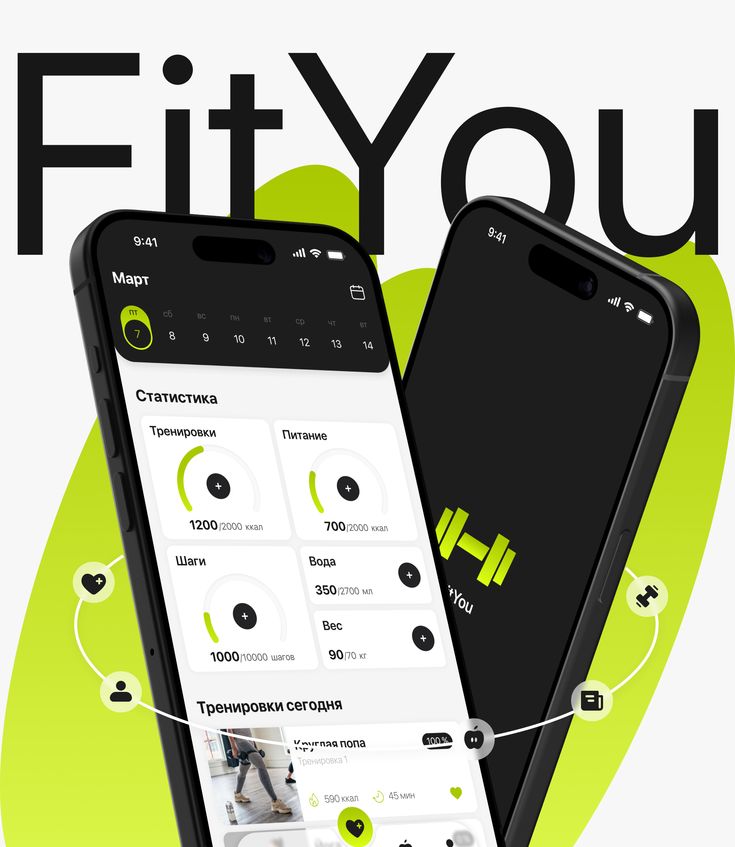 FitYou
9:41
Март
пт сб вс пн вт ср чт вт
7 8 9 10 11 12 13 14
Статистика
Тренировки
1200/2000 ккал
Питание
700/2000 ккал
Шаги
1000/10000 шагов
Вода
350/2700 мл
Вес
90/70 кг
Тренировки сегодня
Круглая попа
100 %
Тренировка 1
590 ккал
45 мин
9:41
itYou